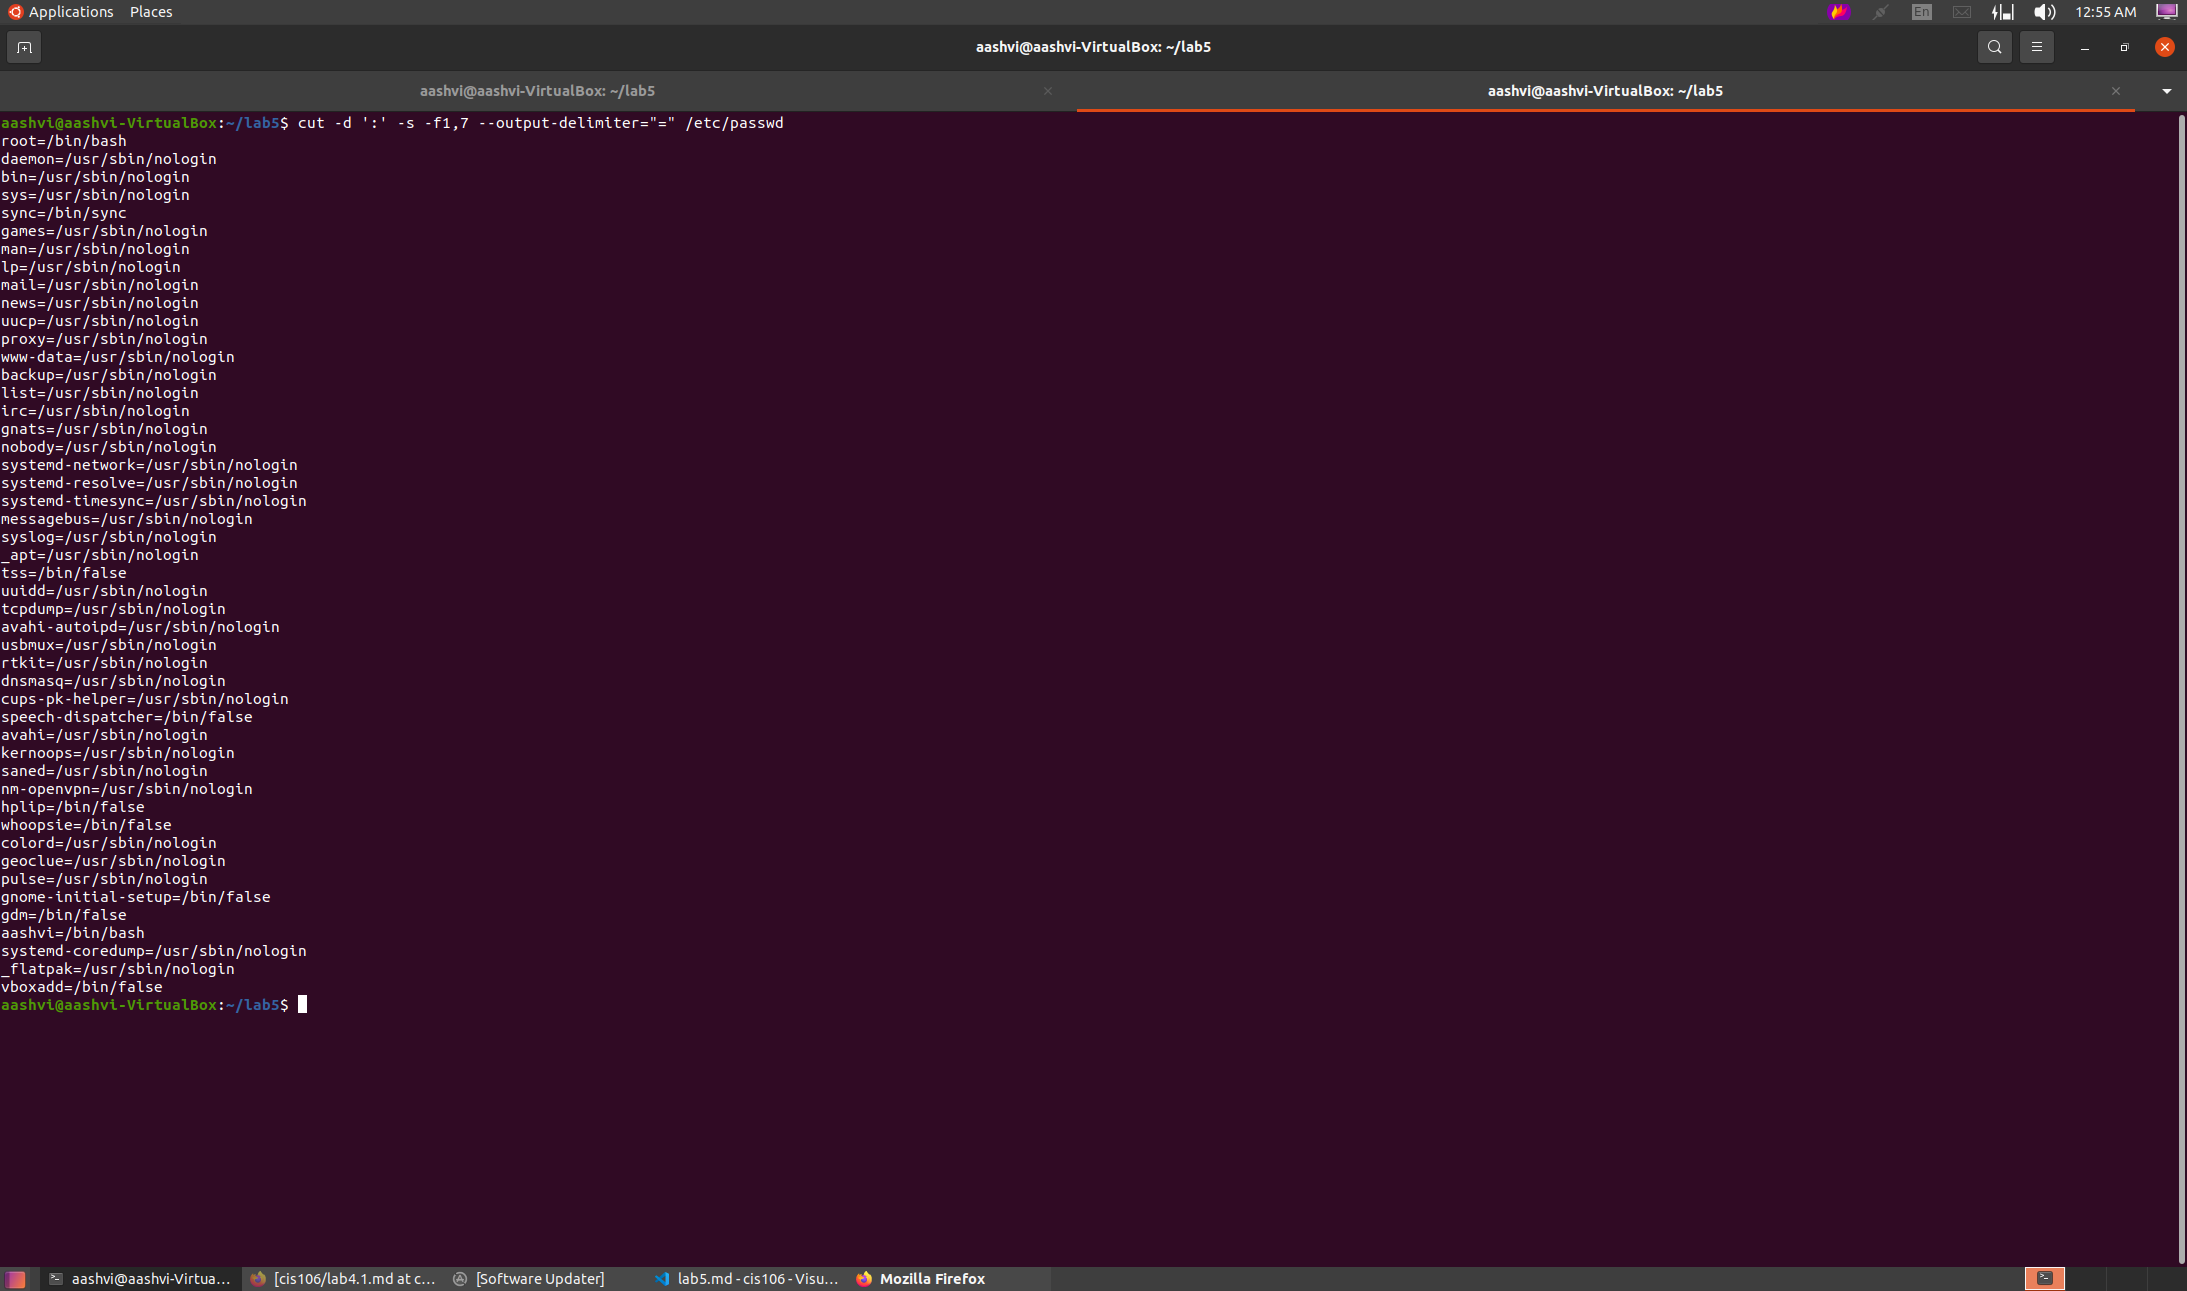 Applications Places
En 12:55 AM
aashvi@aashvi-VirtualBox: ~/lab5
aashvi@aashvi-VirtualBox: ~/lab5
aashvi@aashvi-VirtualBox: ~/lab5
aashvi@aashvi-VirtualBox:~/lab5$ cut -d ':' -s -f1,7 --output-delimiter="=" /etc/passwd
root=/bin/bash
daemon=/usr/sbin/nologin
bin=/usr/sbin/nologin
sys=/usr/sbin/nologin
sync=/bin/sync
games=/usr/sbin/nologin
man=/usr/sbin/nologin
lp=/usr/sbin/nologin
mail=/usr/sbin/nologin
news=/usr/sbin/nologin
uucp=/usr/sbin/nologin
proxy=/usr/sbin/nologin
www-data=/usr/sbin/nologin
backup=/usr/sbin/nologin
list=/usr/sbin/nologin
irc=/usr/sbin/nologin
gnats=/usr/sbin/nologin
nobody=/usr/sbin/nologin
systemd-network=/usr/sbin/nologin
systemd-resolve=/usr/sbin/nologin
systemd-timesync=/usr/sbin/nologin
messagebus=/usr/sbin/nologin
syslog=/usr/sbin/nologin
_apt=/usr/sbin/nologin
tss=/bin/false
uuidd=/usr/sbin/nologin
tcpdump=/usr/sbin/nologin
avahi-autoipd=/usr/sbin/nologin
usbmux=/usr/sbin/nologin
rtkit=/usr/sbin/nologin
dnsmasq=/usr/sbin/nologin
cups-pk-helper=/usr/sbin/nologin
speech-dispatcher=/bin/false
avahi=/usr/sbin/nologin
kernoops=/usr/sbin/nologin
saned=/usr/sbin/nologin
nm-openvpn=/usr/sbin/nologin
hplip=/bin/false
whoopsie=/bin/false
colord=/usr/sbin/nologin
geoclue=/usr/sbin/nologin
pulse=/usr/sbin/nologin
gnome-initial-setup=/bin/false
gdm=/bin/false
aashvi=/bin/bash
systemd-coredump=/usr/sbin/nologin
_flatpak=/usr/sbin/nologin
vboxadd=/bin/false
aashvi@aashvi-VirtualBox:~/lab5$
aashvi@aashvi-Virtua... [cis106/lab4.1.md at c... [Software Updater] lab5.md - cis106 - Visu... Mozilla Firefox